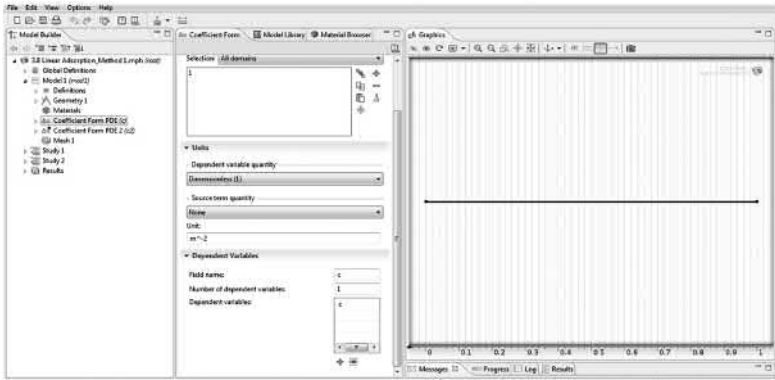 File Edit View Options Help
Model Builder
3.8 Linear Adsorption_Method 1.mph (root)
Global Definitions
Model 1 (mod1)
Definitions
Geometry 1
Materials
Coefficient Form PDE (c)
Coefficient Form PDE 2 (c2)
Mesh 1
Study 1
Study 2
Results
Coefficient Form Model Library Material Browser
Selection: All domains
1
Units
Dependent variable quantity
Dimensionless (1)
Source term quantity
None
Unit:
m^-2
Dependent Variables
Field name: c
Number of dependent variables: 1
Dependent variables: c
Graphics
0 0.1 0.2 0.3 0.4 0.5 0.6 0.7 0.8 0.9 1
Messages Progress Log Results